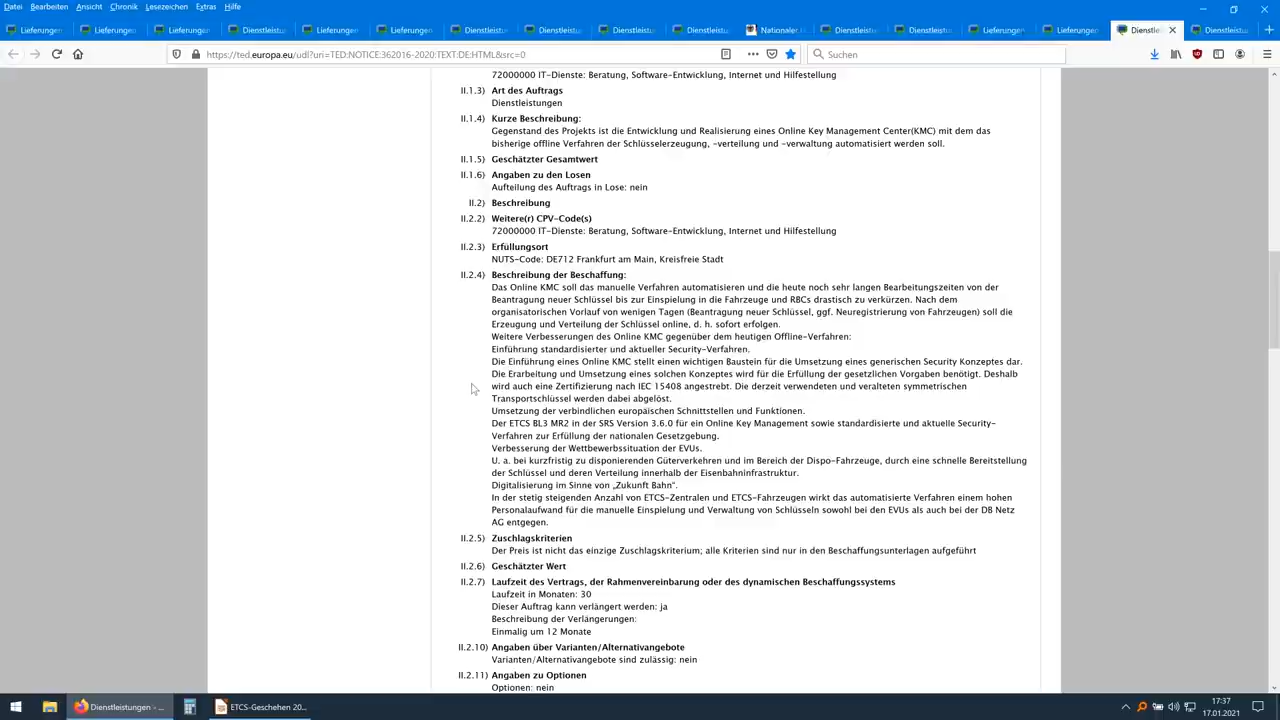 Datei Bearbeiten Ansicht Chronik Lesezeichen Extras Hilfe
Lieferungen Lieferungen Lieferungen Dienstleist Lieferungen Lieferungen Dienstleist Dienstleist Dienstleist Dienstleist Nationaler Dienstleist Dienstleist Lieferungen Lieferungen Dienstleis
https://ted.europa.eu/udl?uri=TED:NOTICE:362016-2020:TEXT:DE:HTML&src=0 Suchen
72000000 IT-Dienste: Beratung, Software-Entwicklung, Internet und Hilfestellung
II.1.3) Art des Auftrags
Dienstleistungen
II.1.4) Kurze Beschreibung:
Gegenstand des Projekts ist die Entwicklung und Realisierung eines Online Key Management Center(KMC) mit dem das
bisherige offline Verfahren der Schlüsselerzeugung, -verteilung und -verwaltung automatisiert werden soll.
II.1.5) Geschätzter Gesamtwert
II.1.6) Angaben zu den Losen
Aufteilung des Auftrags in Lose: nein
II.2) Beschreibung
II.2.2) Weitere(r) CPV-Code(s)
72000000 IT-Dienste: Beratung, Software-Entwicklung, Internet und Hilfestellung
II.2.3) Erfüllungsort
NUTS-Code: DE712 Frankfurt am Main, Kreisfreie Stadt
II.2.4) Beschreibung der Beschaffung:
Das Online KMC soll das manuelle Verfahren automatisieren und die heute noch sehr langen Bearbeitungszeiten von der
Beantragung neuer Schlüssel bis zur Einspielung in die Fahrzeuge und RBCs drastisch zu verkürzen. Nach dem
organisatorischen Vorlauf von wenigen Tagen (Beantragung neuer Schlüssel, ggf. Neuregistrierung von Fahrzeugen) soll die
Erzeugung und Verteilung der Schlüssel online, d. h. sofort erfolgen.
Weitere Verbesserungen des Online KMC gegenüber dem heutigen Offline-Verfahren:
Einführung standardisierter und aktueller Security-Verfahren.
Die Einführung eines Online KMC stellt einen wichtigen Baustein für die Umsetzung eines generischen Security Konzeptes dar.
Die Erarbeitung und Umsetzung eines solchen Konzeptes wird für die Erfüllung der gesetzlichen Vorgaben benötigt. Deshalb
wird auch eine Zertifizierung nach IEC 15408 angestrebt. Die derzeit verwendeten und veralteten symmetrischen
Transportschlüssel werden dabei abgelöst.
Umsetzung der verbindlichen europäischen Schnittstellen und Funktionen.
Der ETCS BL3 MR2 in der SRS Version 3.6.0 für ein Online Key Management sowie standardisierte und aktuelle Security-
Verfahren zur Erfüllung der nationalen Gesetzgebung.
Verbesserung der Wettbewerbssituation der EVUs.
U. a. bei kurzfristig zu disponierenden Güterverkehren und im Bereich der Dispo-Fahrzeuge, durch eine schnelle Bereitstellung
der Schlüssel und deren Verteilung innerhalb der Eisenbahninfrastruktur.
Digitalisierung im Sinne von „Zukunft Bahn“.
In der stetig steigenden Anzahl von ETCS-Zentralen und ETCS-Fahrzeugen wirkt das automatisierte Verfahren einem hohen
Personalaufwand für die manuelle Einspielung und Verwaltung von Schlüsseln sowohl bei den EVUs als auch bei der DB Netz
AG entgegen.
II.2.5) Zuschlagskriterien
Der Preis ist nicht das einzige Zuschlagskriterium; alle Kriterien sind nur in den Beschaffungsunterlagen aufgeführt
II.2.6) Geschätzter Wert
II.2.7) Laufzeit des Vertrags, der Rahmenvereinbarung oder des dynamischen Beschaffungssystems
Laufzeit in Monaten: 30
Dieser Auftrag kann verlängert werden: ja
Beschreibung der Verlängerungen:
Einmalig um 12 Monate
II.2.10) Angaben über Varianten/Alternativangebote
Varianten/Alternativangebote sind zulässig: nein
II.2.11) Angaben zu Optionen
Optionen: nein
Dienstleistungen - ... ETCS-Geschehen 20... 17:37
17.01.2021